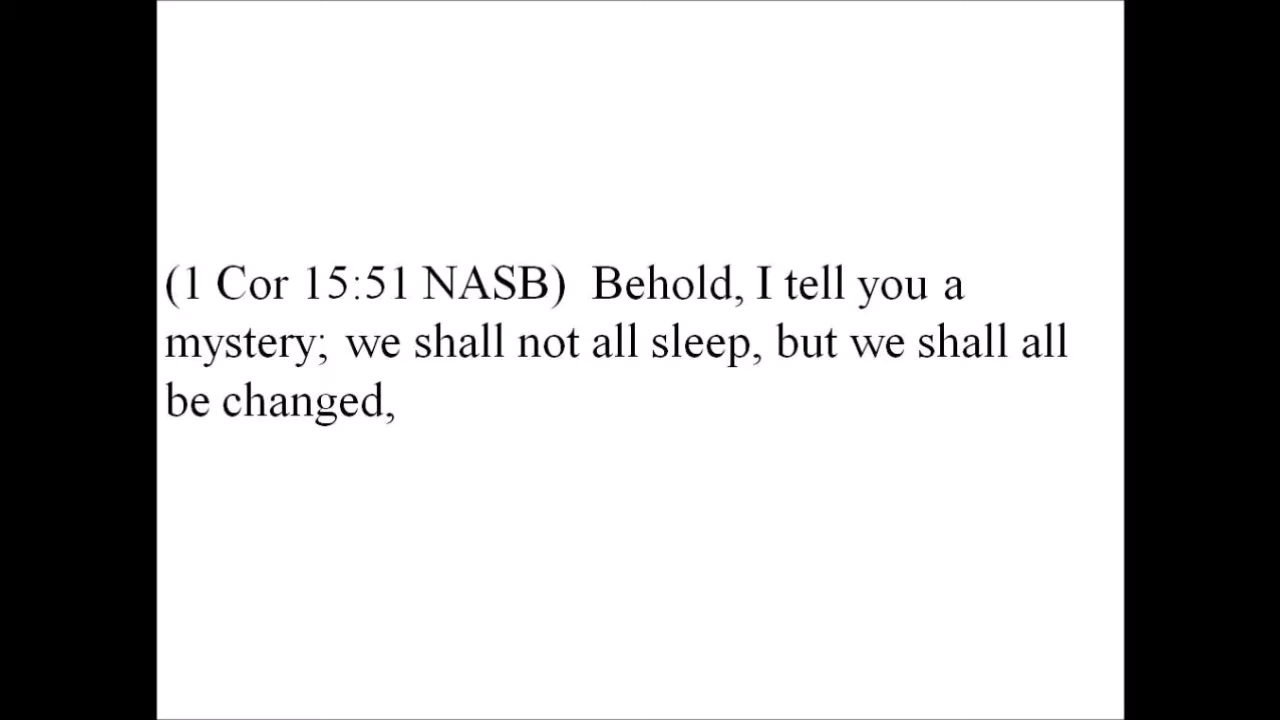 (1 Cor 15:51 NASB)  Behold, I tell you a
mystery; we shall not all sleep, but we shall all
be changed,